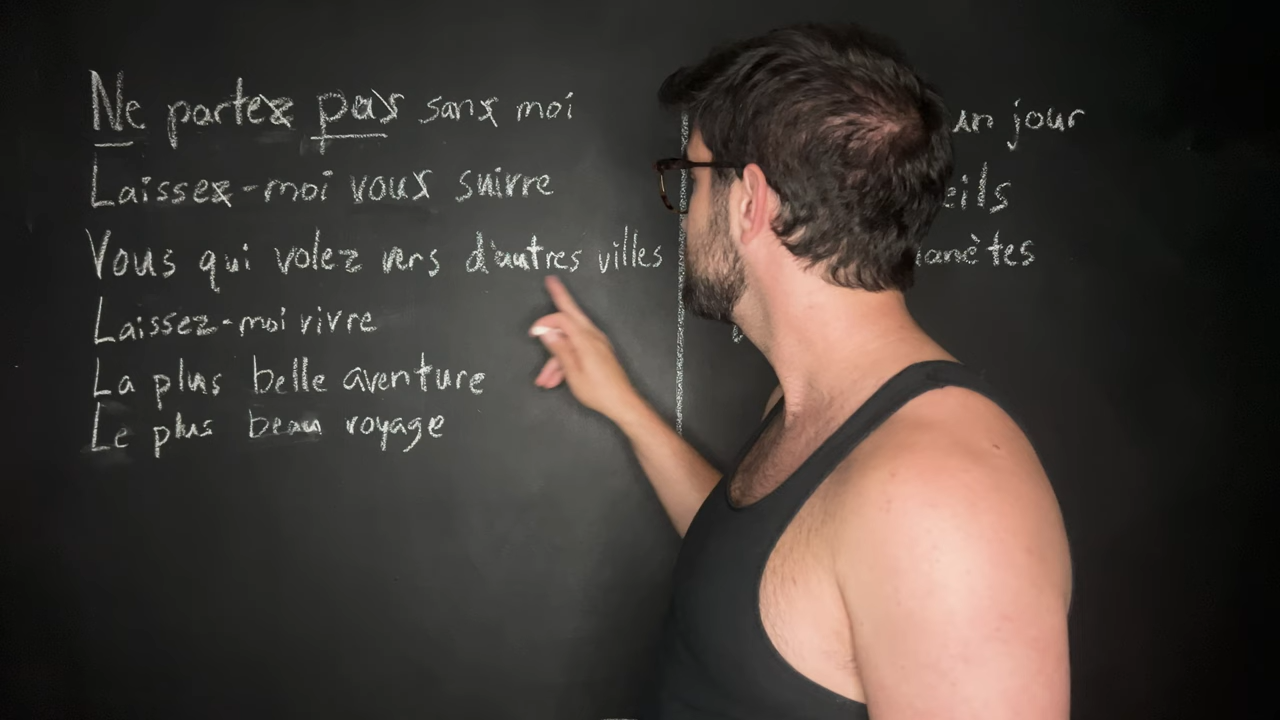 Ne partez pas sans moi
Laissez-moi vous suivre
Vous qui volez vers d'autres villes
Laissez-moi vivre
La plus belle aventure
Le plus beau voyage
un jour
eils
anètes